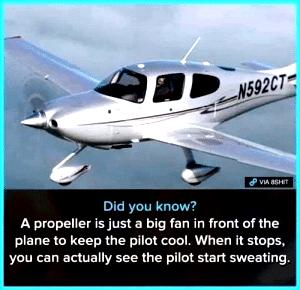 N592CT
VIA 8SHIT
Did you know?
A propeller is just a big fan in front of the
plane to keep the pilot cool. When it stops,
you can actually see the pilot start sweating.